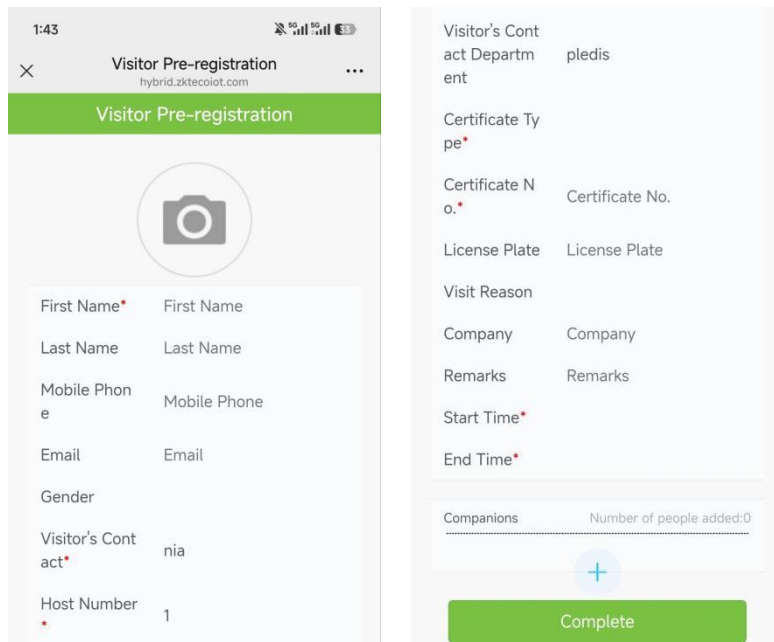 1:43
5G 5G 33
Visitor Pre-registration
hybrid.zktecoiot.com
Visitor Pre-registration
First Name* First Name
Last Name Last Name
Mobile Phon
e Mobile Phone
Email Email
Gender
Visitor's Cont
act* nia
Host Number
* 1
Visitor's Cont
act Departm pledis
ent
Certificate Ty
pe*
Certificate N
o.* Certificate No.
License Plate License Plate
Visit Reason
Company Company
Remarks Remarks
Start Time*
End Time*
Companions Number of people added:0
Complete